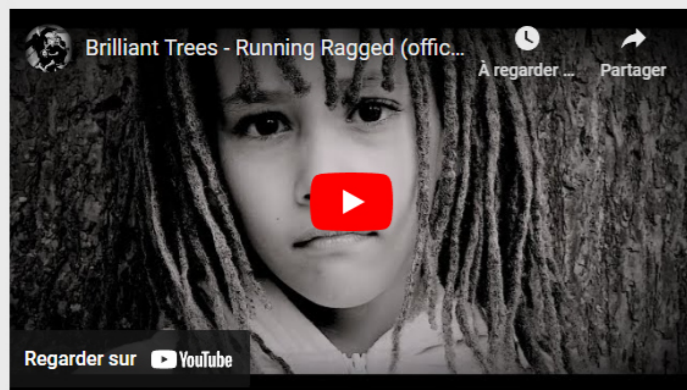 Brilliant Trees - Running Ragged (offic...
À regarder ...
Partager
Regarder sur YouTube